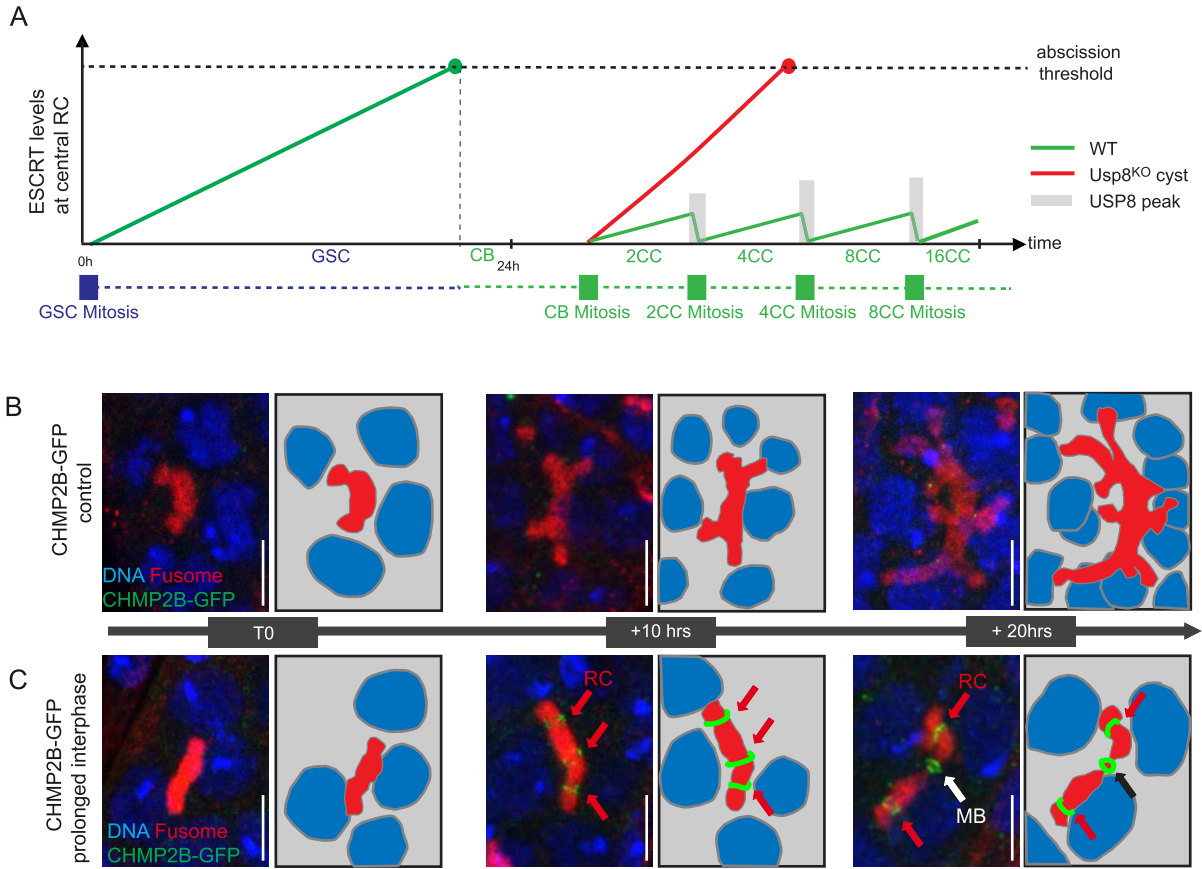 A
ESCRT levels
at central RC
abscission
threshold
WT
Usp8KO cyst
USP8 peak
time
0h
GSC
CB
24h
2CC
4CC
8CC
16CC
GSC Mitosis
CB Mitosis
2CC Mitosis
4CC Mitosis
8CC Mitosis
B
CHMP2B-GFP
control
DNA Fusome
CHMP2B-GFP
T0
+10 hrs
+ 20hrs
C
CHMP2B-GFP
prolonged interphase
DNA Fusome
CHMP2B-GFP
RC
RC
MB